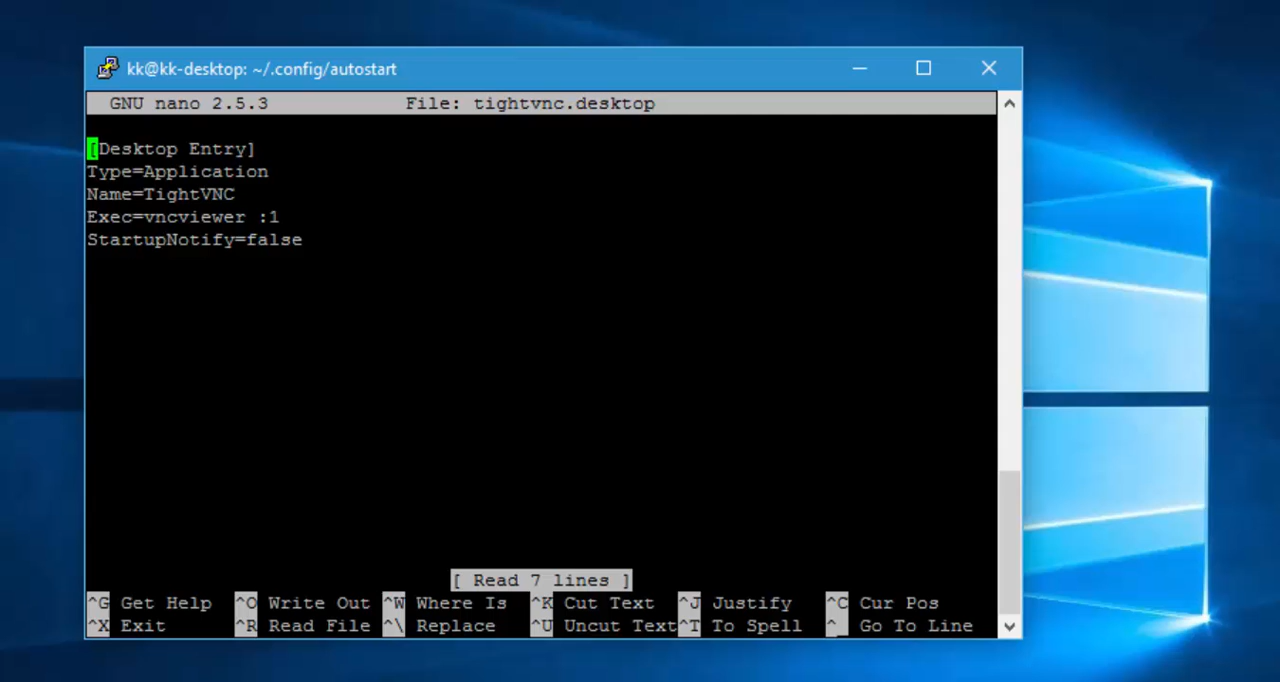 kk@kk-desktop: ~/.config/autostart
GNU nano 2.5.3 File: tightvnc.desktop
[Desktop Entry]
Type=Application
Name=TightVNC
Exec=vncviewer :1
StartupNotify=false
[ Read 7 lines ]
^G Get Help ^O Write Out ^W Where Is ^K Cut Text ^J Justify ^C Cur Pos
^X Exit ^R Read File ^\ Replace ^U Uncut Text ^T To Spell ^_ Go To Line